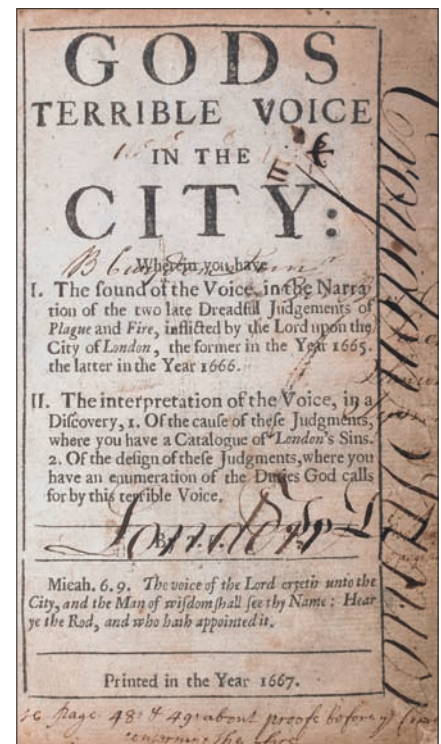 GODS
TERRIBLE VOICE
IN THE
CITY:
Wherein you have
I. The ſound of the Voice, in the Narra-
tion of the two late Dreadful Judgements of
Plague and Fire, inflicted by the Lord upon the
City of London, the former in the Year 1665.
the latter in the Year 1666.
II. The interpretation of the Voice, in a
Diſcovery, 1. Of the cauſe of theſe Judgments,
where you have a Catalogue of London's Sins.
2. Of the deſign of theſe Judgments, where you
have an enumeration of the Duties God calls
for by this terrible Voice.
By
London
Micah. 6. 9. The voice of the Lord cryeth unto the
City, and the Man of wiſdom ſhall ſee thy Name: Hear
ye the Rod, and who hath appointed it.
Printed in the Year 1667.
page 48 & 49 about proofe before